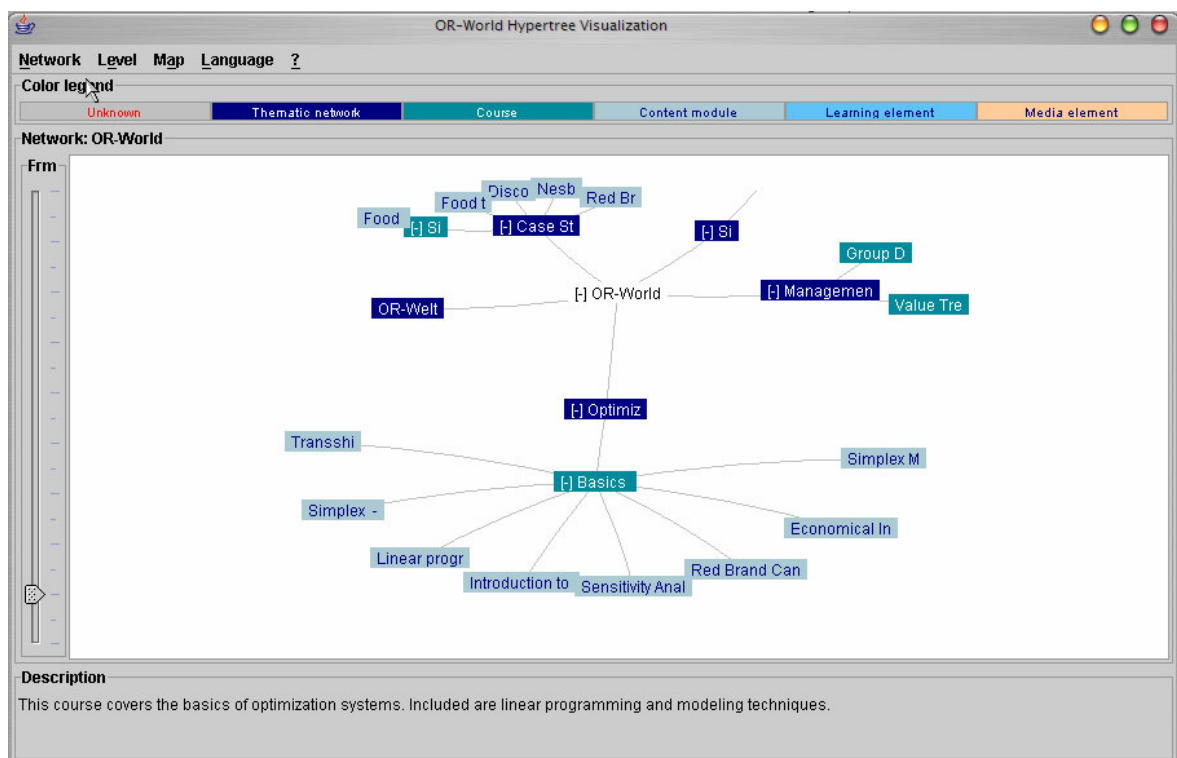 OR-World Hypertree Visualization
Network Level Map Language ?
Color legend
Unknown Thematic network Course Content module Learning element Media element
Network: OR-World
Frm
Disco Nesb
Food t Red Br
Food [-] Si [-] Case St [-] Si
Group D
[-] OR-World [-] Managemen
OR-Welt Value Tre
[-] Optimiz
Transshi
Simplex M
[-] Basics
Simplex -
Economical In
Linear progr
Introduction to Sensitivity Anal Red Brand Can
Description
This course covers the basics of optimization systems. Included are linear programming and modeling techniques.